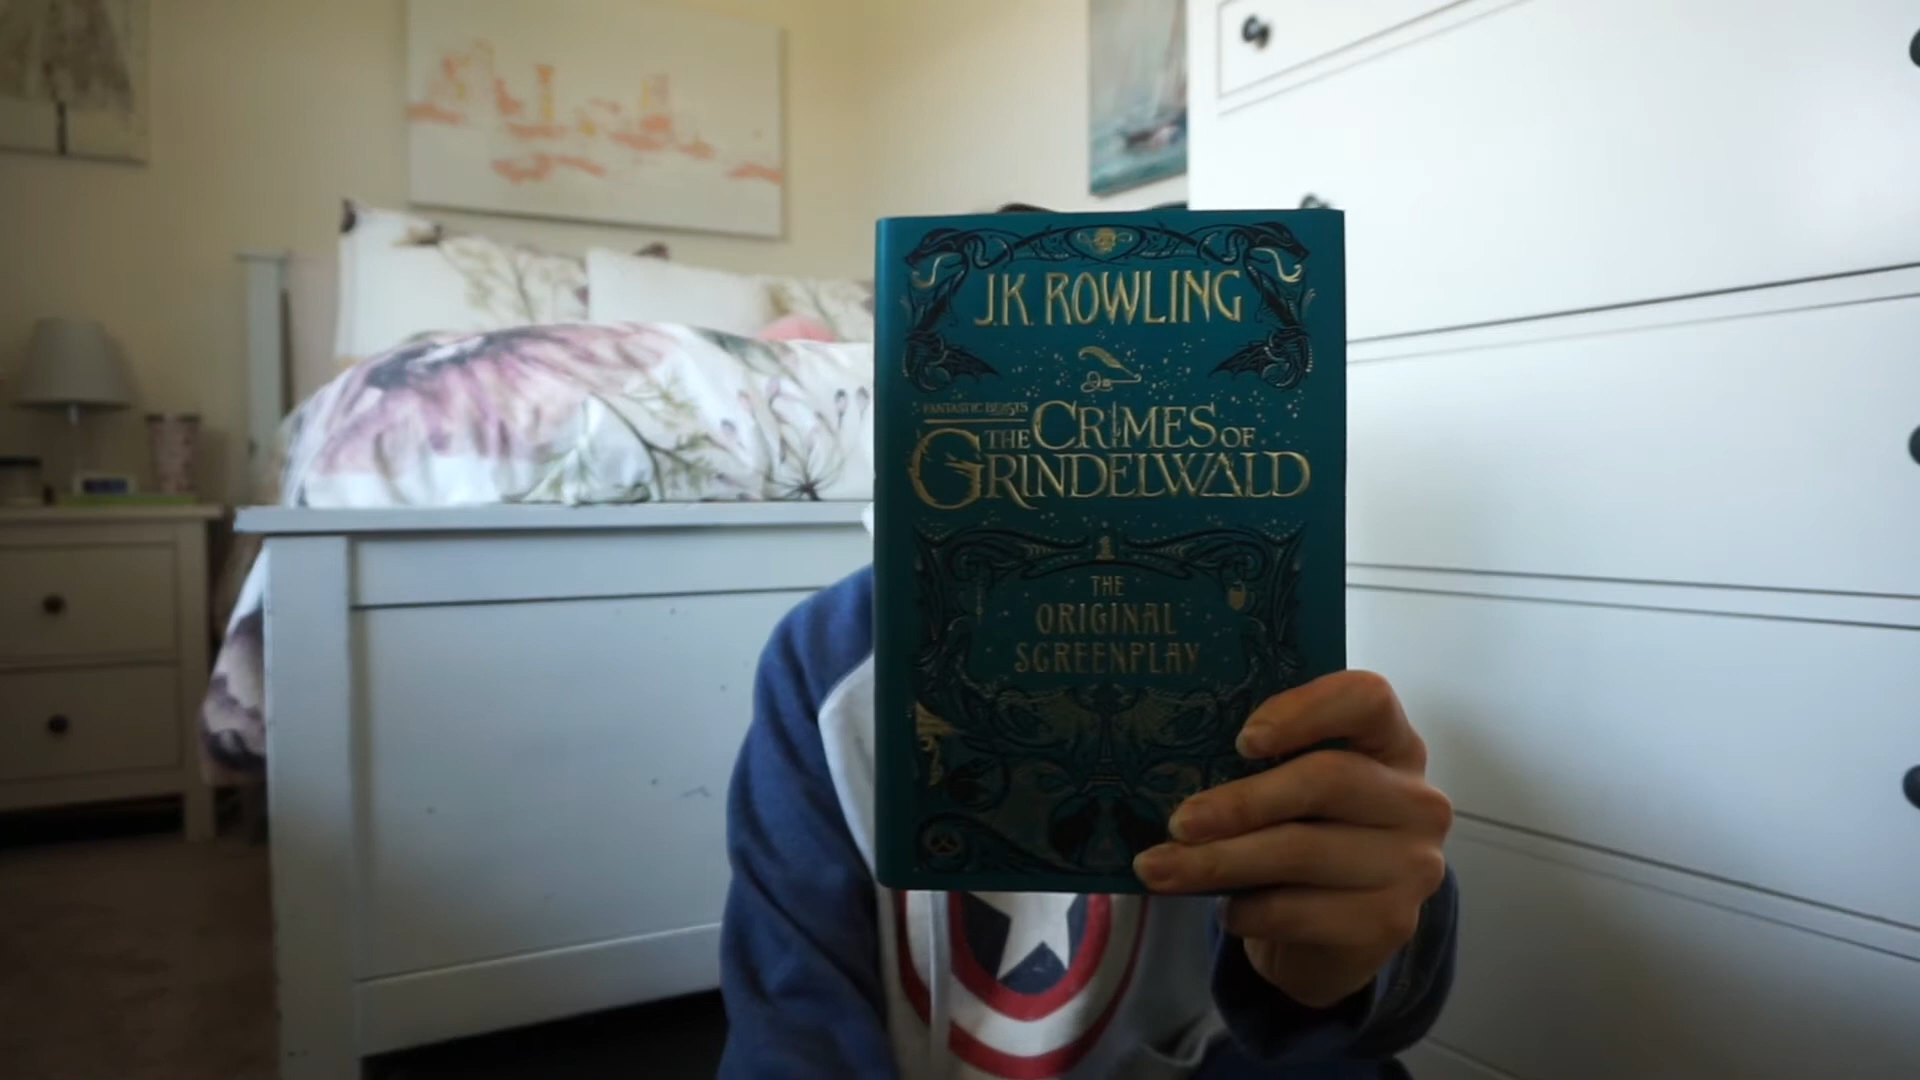 J.K. ROWLING
FANTASTIC BEASTS
THE CRIMES OF
GRINDELWALD
THE
ORIGINAL
SCREENPLAY